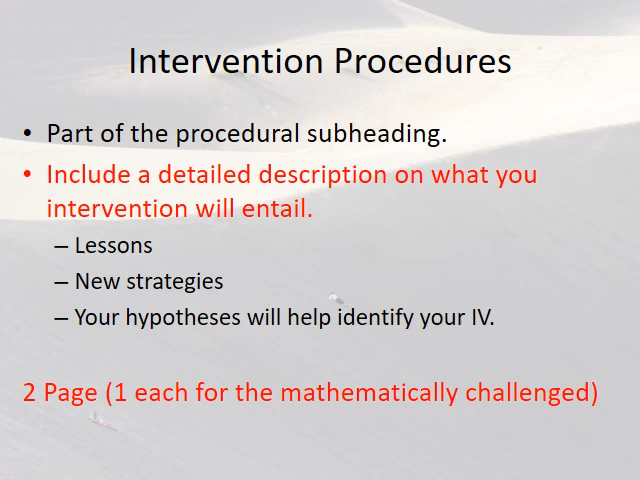 Intervention Procedures
• Part of the procedural subheading.
• Include a detailed description on what you
intervention will entail.
– Lessons
– New strategies
– Your hypotheses will help identify your IV.
2 Page (1 each for the mathematically challenged)